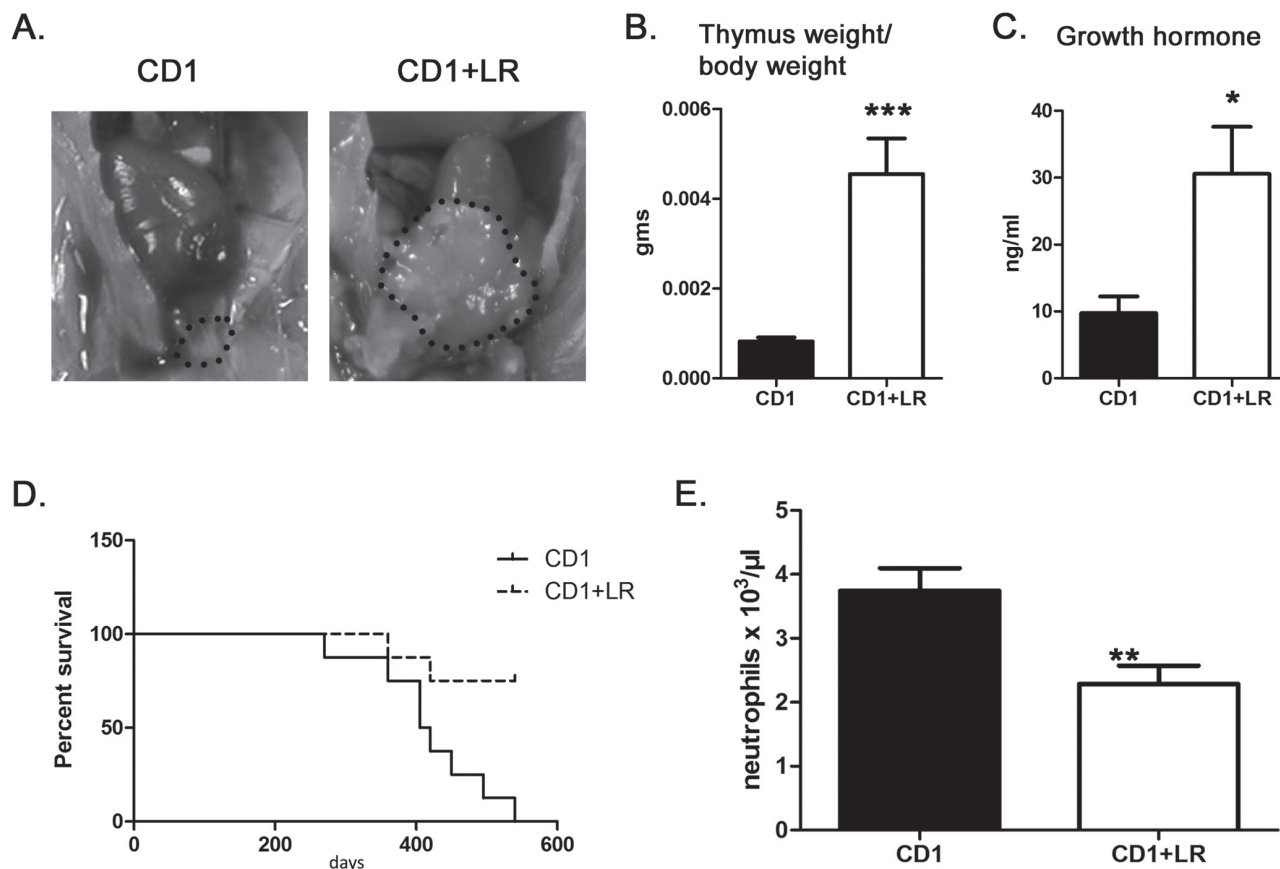 A.
CD1
CD1+LR
B.
Thymus weight/
body weight
***
0.006
0.004
0.002
0.000
gms
CD1
CD1+LR
C.
Growth hormone
*
40
30
20
10
0
ng/ml
CD1
CD1+LR
D.
150
100
50
0
Percent survival
CD1
CD1+LR
0
200
400
600
days
E.
5
4
3
2
1
0
neutrophils x 10³/µl
**
CD1
CD1+LR